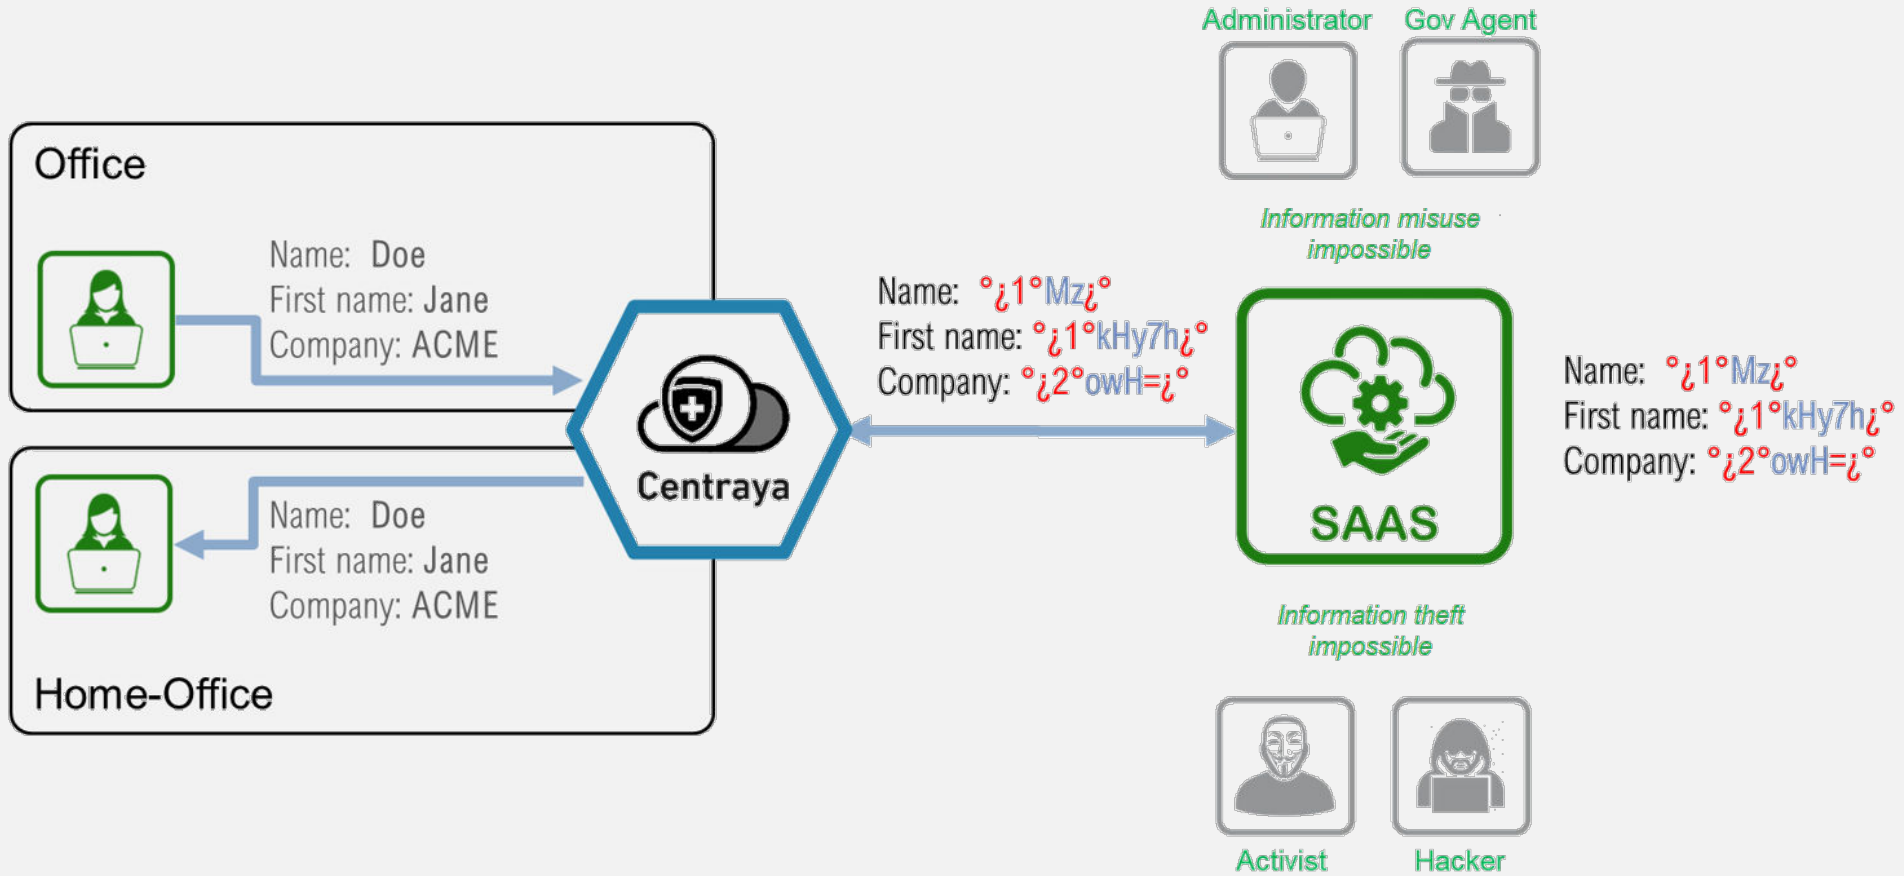 Administrator
Gov Agent
Information misuse
impossible
Office
Name: Doe
First name: Jane
Company: ACME
Name: °¿1°Mz¿°
First name: °¿1°kHy7h¿°
Company: °¿2°owH=¿°
Centraya
SAAS
Name: °¿1°Mz¿°
First name: °¿1°kHy7h¿°
Company: °¿2°owH=¿°
Name: Doe
First name: Jane
Company: ACME
Home-Office
Information theft
impossible
Activist
Hacker